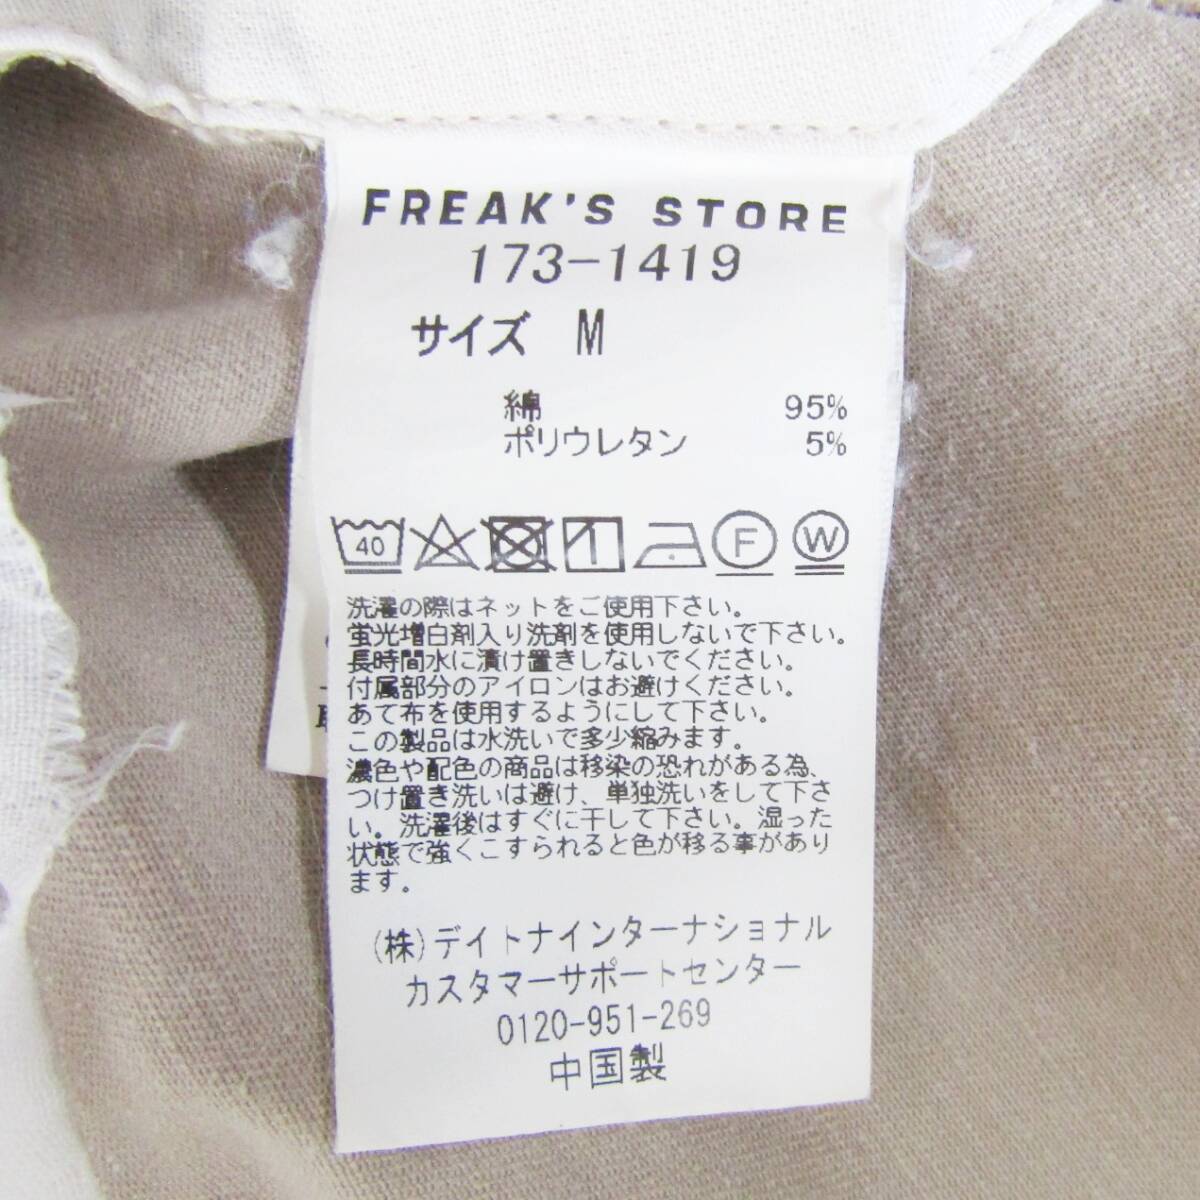 FREAK'S STORE
173-1419
サイズ M
綿 95%
ポリウレタン 5%
40 F W
洗濯の際はネットをご使用下さい。
蛍光増白剤入り洗剤を使用しないで下さい。
長時間水に漬け置きしないでください。
付属部分のアイロンはお避けください。
あて布を使用するようにして下さい。
この製品は水洗いで多少縮みます。
濃色や配色の商品は移染の恐れがある為、
つけ置き洗いは避け、単独洗いをして下さ
い。洗濯後はすぐに干して下さい。湿った
状態で強くこすられると色が移る事があり
ます。
(株)デイトナインターナショナル
カスタマーサポートセンター
0120-951-269
中国製